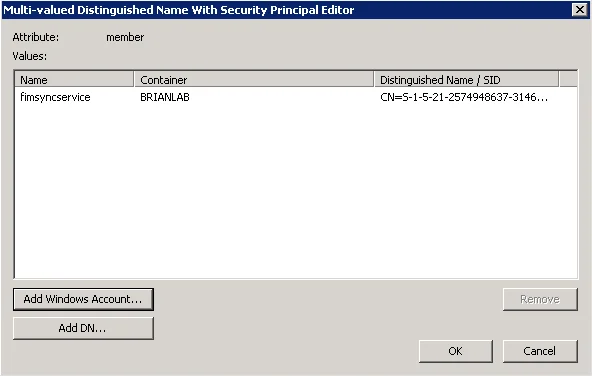 Multi-valued Distinguished Name With Security Principal Editor
Attribute: member
Values:
Name Container Distinguished Name / SID
fimsyncservice BRIANLAB CN=S-1-5-21-2574948637-3146...
Add Windows Account... Remove
Add DN...
OK Cancel